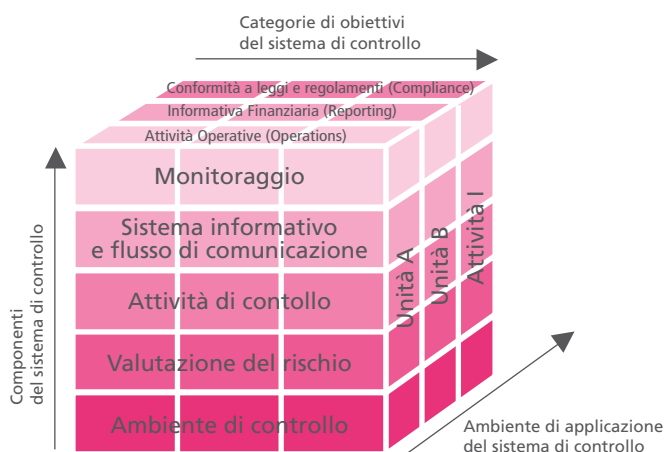 Categorie di obiettivi
del sistema di controllo
Conformità a leggi e regolamenti (Compliance)
Informativa Finanziaria (Reporting)
Attività Operative (Operations)
Monitoraggio
Sistema informativo
e flusso di comunicazione
Attività di contollo
Valutazione del rischio
Ambiente di controllo
Unità A
Unità B
Attività I
Componenti
del sistema di controllo
Ambiente di applicazione
del sistema di controllo